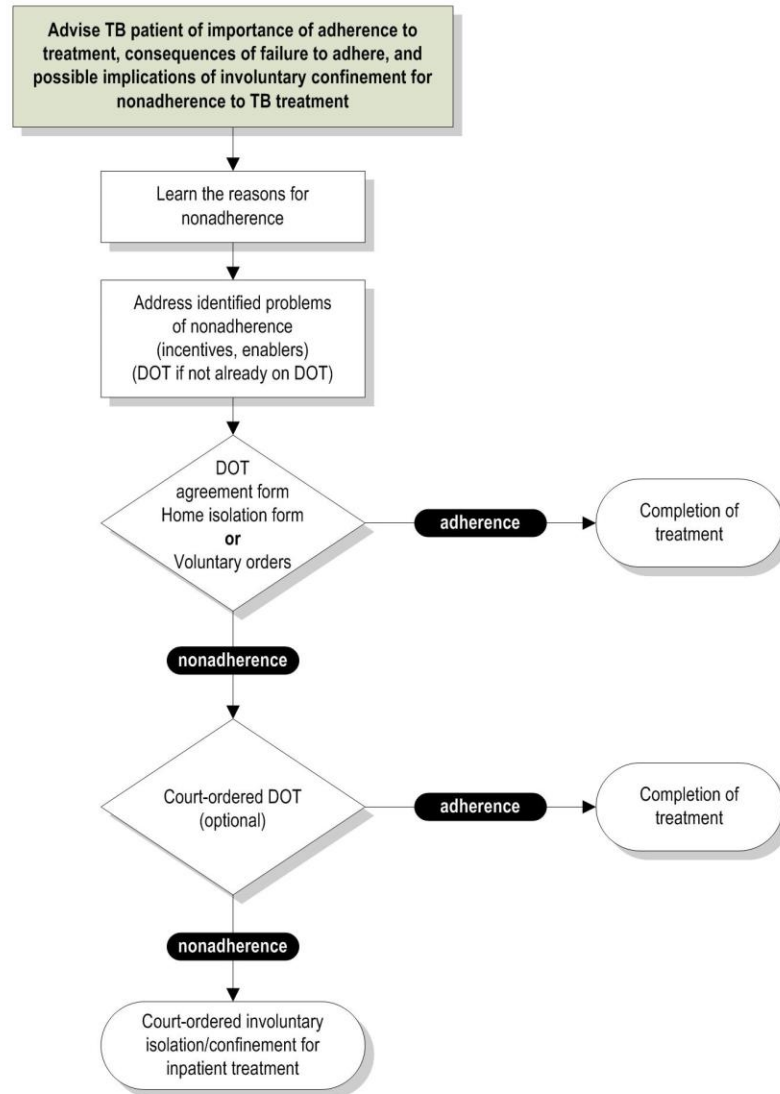 Advise TB patient of importance of adherence to
treatment, consequences of failure to adhere, and
possible implications of involuntary confinement for
nonadherence to TB treatment
Learn the reasons for
nonadherence
Address identified problems
of nonadherence
(incentives, enablers)
(DOT if not already on DOT)
DOT
agreement form
Home isolation form
or
Voluntary orders
adherence
Completion of
treatment
nonadherence
Court-ordered DOT
(optional)
adherence
Completion of
treatment
nonadherence
Court-ordered involuntary
isolation/confinement for
inpatient treatment